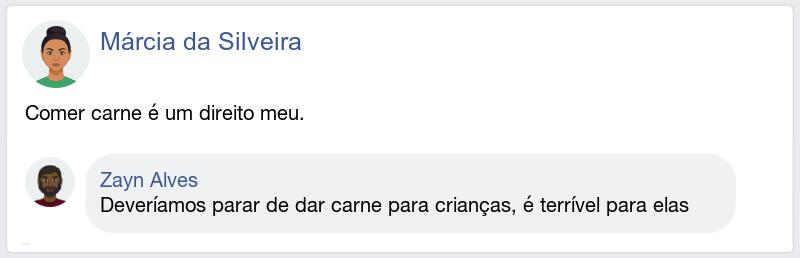 Márcia da Silveira
Comer carne é um direito meu.
Zayn Alves
Deveríamos parar de dar carne para crianças, é terrível para elas